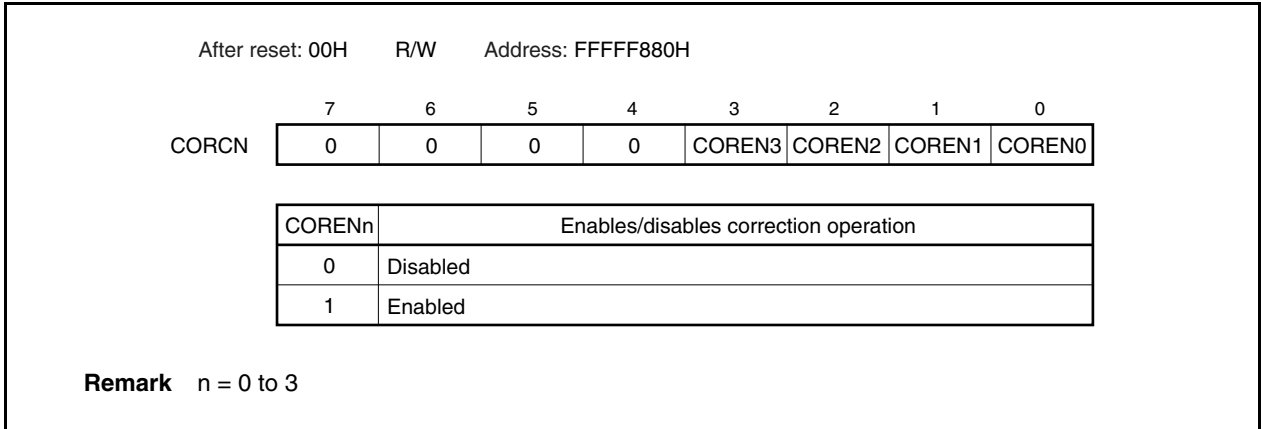 After reset: 00H R/W Address: FFFFF880H
7 6 5 4 3 2 1 0
CORCN 0 0 0 0 COREN3 COREN2 COREN1 COREN0
CORENn Enables/disables correction operation
0 Disabled
1 Enabled
Remark n = 0 to 3